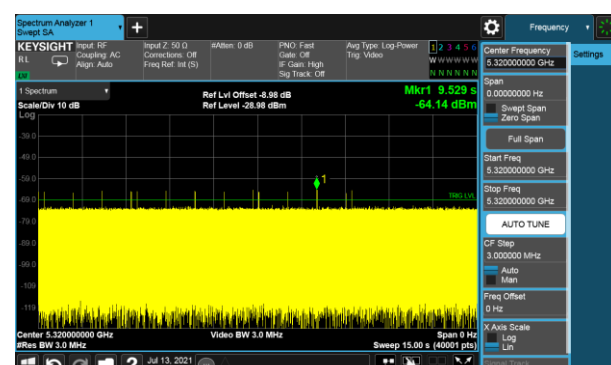 Spectrum Analyzer 1
Swept SA
+
Frequency
KEYSIGHT
RL
Input: RF
Coupling: AC
Align: Auto
Input Z: 50 Ω
Corrections: Off
Freq Ref: Int (S)
#Atten: 0 dB
PNO: Fast
Gate: Off
IF Gain: High
Sig Track: Off
Avg Type: Log-Power
Trig: Video
1 2 3 4 5 6
W W W W W W
N N N N N N
LV
1 Spectrum
Scale/Div 10 dB
Log
Ref Lvl Offset -8.98 dB
Ref Level -28.98 dBm
Mkr1 9.529 s
-64.14 dBm
-39.0
-49.0
-59.0
-69.0
-79.0
-89.0
-99.0
-109
-119
1
TRIG LVL
Center 5.320000 GHz
#Res BW 3.0 MHz
Video BW 3.0 MHz
Span 0 Hz
Sweep 15.00 s (40001 pts)
Jul 13, 2021
?
Settings
Center Frequency
5.320000000 GHz
Span
0.00000000 Hz
Swept Span
Zero Span
Full Span
Start Freq
5.320000000 GHz
Stop Freq
5.320000000 GHz
AUTO TUNE
CF Step
3.000000 MHz
Auto
Man
Freq Offset
0 Hz
X Axis Scale
Log
Lin
Signal Track